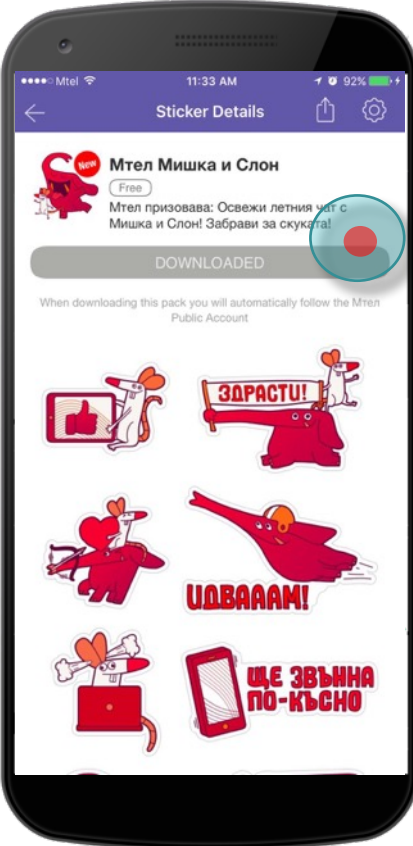 Mtel 11:33 AM 92%
Sticker Details
New
Мтел Мишка и Слон
Free
Мтел призовава: Освежи летния чат с
Мишка и Слон! Забрави за скуката!
DOWNLOADED
When downloading this pack you will automatically follow the Мтел
Public Account
ЗДРАСТИ!
ИДВАААМ!
ЩЕ ЗВЪННА
ПО-КЪСНО